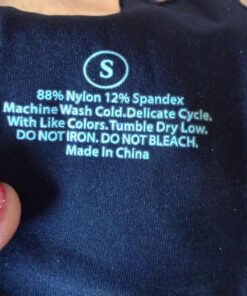 S
88% Nylon 12% Spandex
Machine Wash Cold.Delicate Cycle.
With Like Colors.Tumble Dry Low.
DO NOT IRON. DO NOT BLEACH.
Made In China